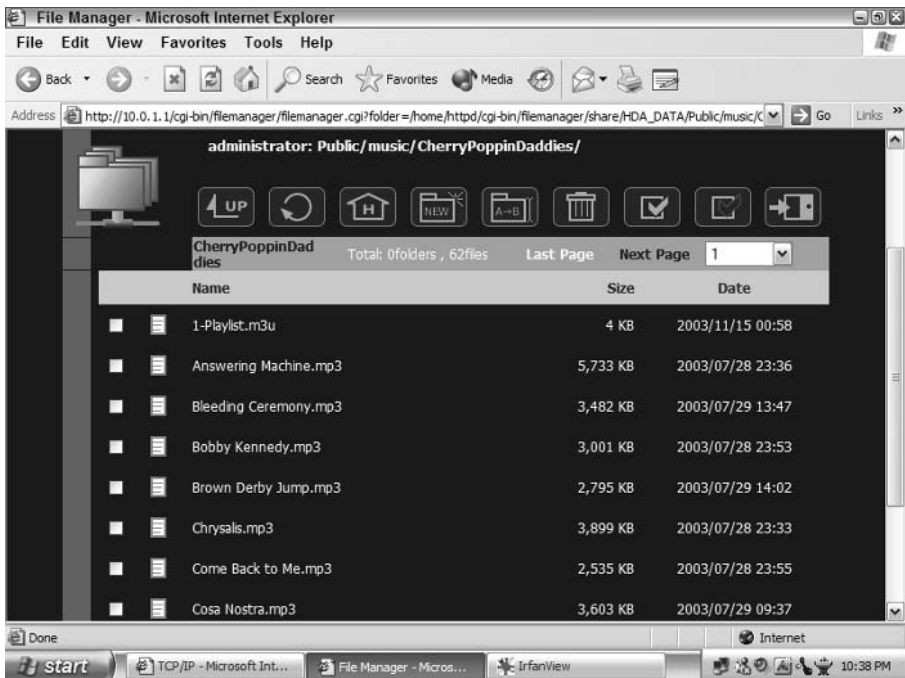 File Manager - Microsoft Internet Explorer
File Edit View Favorites Tools Help
Back Search Favorites Media
Address http://10.0.1.1/cgi-bin/filemanager/filemanager.cgi?folder=/home/httpd/cgi-bin/filemanager/share/HDA_DATA/Public/music/C Go Links »
administrator: Public/music/CherryPoppinDaddies/
UP H NEW A→B
CherryPoppinDad
dies
Total: 0folders , 62files Last Page Next Page 1
Name Size Date
1-Playlist.m3u 4 KB 2003/11/15 00:58
Answering Machine.mp3 5,733 KB 2003/07/28 23:36
Bleeding Ceremony.mp3 3,482 KB 2003/07/29 13:47
Bobby Kennedy.mp3 3,001 KB 2003/07/28 23:53
Brown Derby Jump.mp3 2,795 KB 2003/07/29 14:02
Chrysalis.mp3 3,899 KB 2003/07/28 23:33
Come Back to Me.mp3 2,535 KB 2003/07/28 23:55
Cosa Nostra.mp3 3,603 KB 2003/07/29 09:37
Done Internet
start TCP/IP - Microsoft Int... File Manager - Micros... IrfanView 10:38 PM